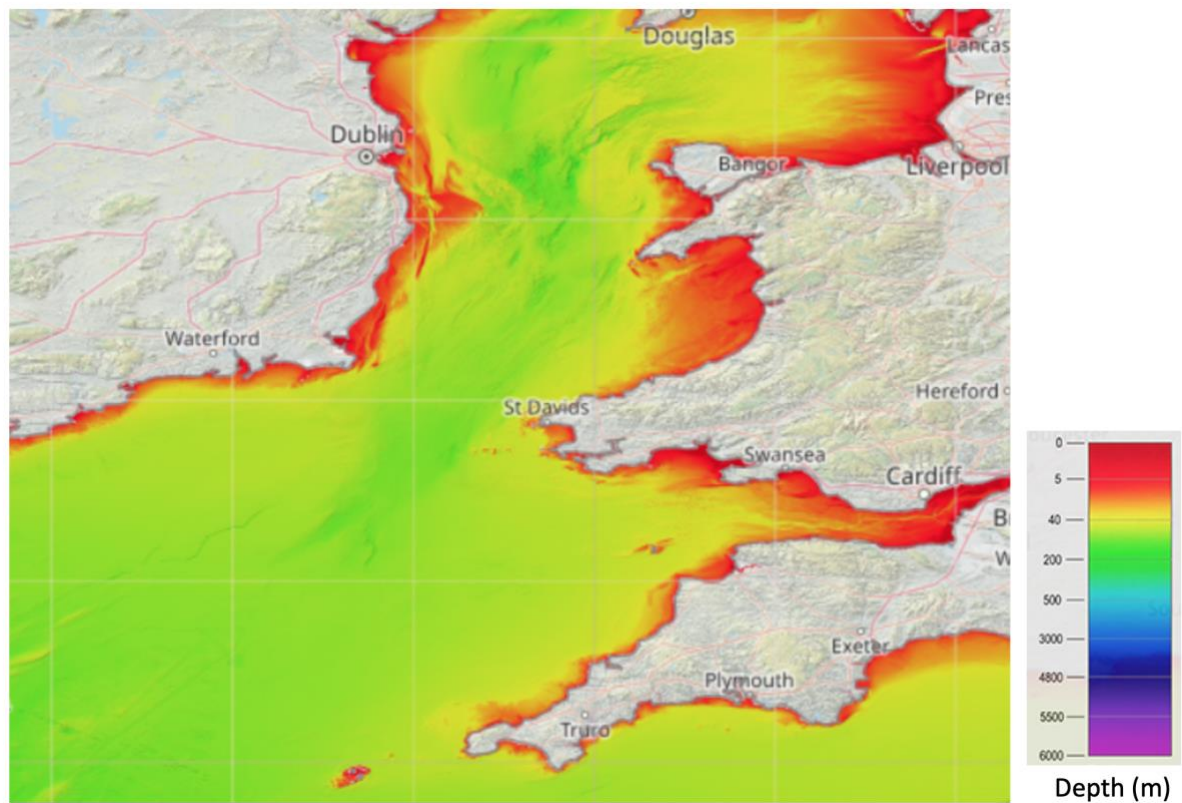 Douglas
Lancas
Pres
Dublin
Bangor
Liverpool
Waterford
Hereford
St Davids
Swansea
Cardiff
B
W
Exeter
Plymouth
Truro
0
5
40
200
500
3000
4800
5500
6000
Depth (m)